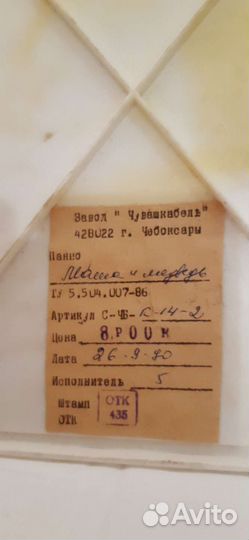 Завод " Чувашкабель"
428022 г. Чебоксары
Панно
Маша и медведь
ТУ 5.504.007-86
Артикул С-ЧБ-К-14-2
Цена 8.Р00К
Дата 26-9-90
Исполнитель 5
Штамп ОТК
ОТК 435
Avito